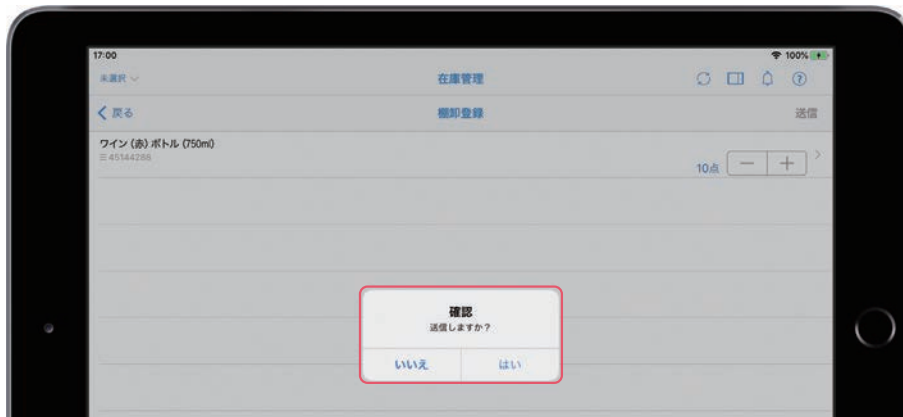 17:00
100%
未選択
在庫管理
戻る
棚卸登録
送信
ワイン (赤) ボトル (750ml)
45144288
10点
確認
送信しますか？
いいえ
はい